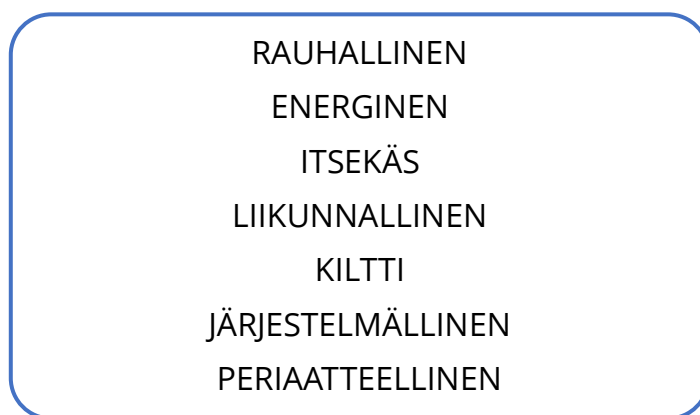 RAUHALLINEN
ENERGINEN
ITSEKÄS
LIIKUNNALLINEN
KILTTI
JÄRJESTELMÄLLINEN
PERIAATTEELLINEN